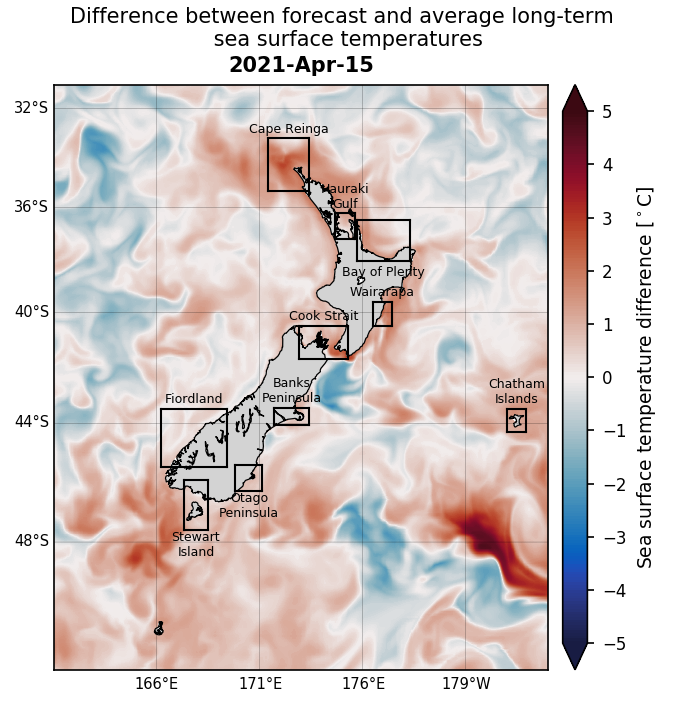 Difference between forecast and average long-term
sea surface temperatures
2021-Apr-15
32°S
36°S
40°S
44°S
48°S
166°E
171°E
176°E
179°W
Cape Reinga
Hauraki
Gulf
Bay of Plenty
Wairarapa
Cook Strait
Banks
Peninsula
Fiordland
Chatham
Islands
Otago
Peninsula
Stewart
Island
5
4
3
2
1
0
−1
−2
−3
−4
−5
Sea surface temperature difference [°C]